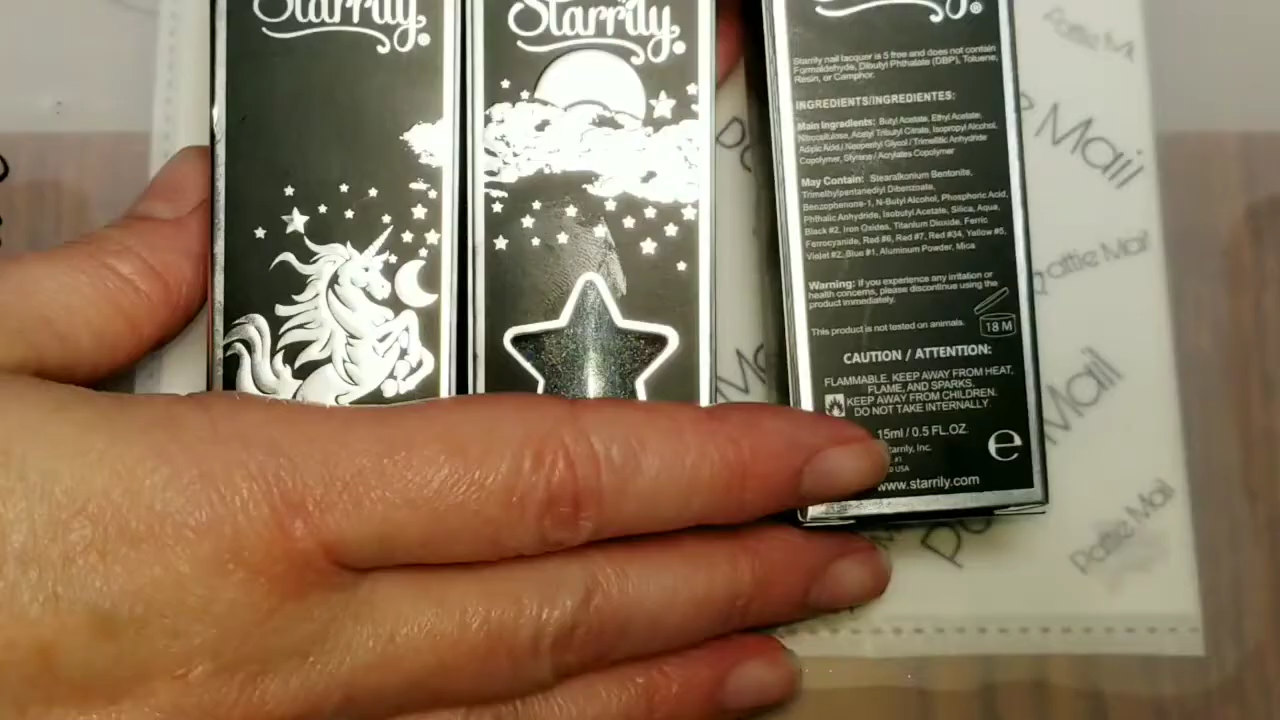 Starrily
Starrily
Starrily nail lacquer is 5 free and does not contain
Formaldehyde, Dibutyl Phthalate (DBP), Toluene,
Resin, or Camphor.
INGREDIENTS/INGREDIENTES:
Main Ingredients: Butyl Acetate, Ethyl Acetate,
Nitrocellulose, Acetyl Tributyl Citrate, Isopropyl Alcohol,
Adipic Acid / Neopentyl Glycol / Trimellitic Anhydride
Copolymer, Styrene / Acrylates Copolymer
May Contain: Stearalkonium Bentonite,
Trimethylpentanediyl Dibenzoate,
Benzophenone-1, N-Butyl Alcohol, Phosphoric Acid,
Phthalic Anhydride, Isobutyl Acetate, Silica, Aqua,
Black #2, Iron Oxides, Titanium Dioxide, Ferric
Ferrocyanide, Red #6, Red #7, Red #34, Yellow #5,
Violet #2, Blue #1, Aluminum Powder, Mica
Warning: If you experience any irritation or
health concerns, please discontinue using the
product immediately.
This product is not tested on animals.
18 M
CAUTION / ATTENTION:
FLAMMABLE. KEEP AWAY FROM HEAT,
FLAME, AND SPARKS.
KEEP AWAY FROM CHILDREN.
DO NOT TAKE INTERNALLY.
15ml / 0.5 FL.OZ.
Inc.
#1
USA
e
www.starrily.com
Mail
Pattie Mail
Mail
Pattie Mail